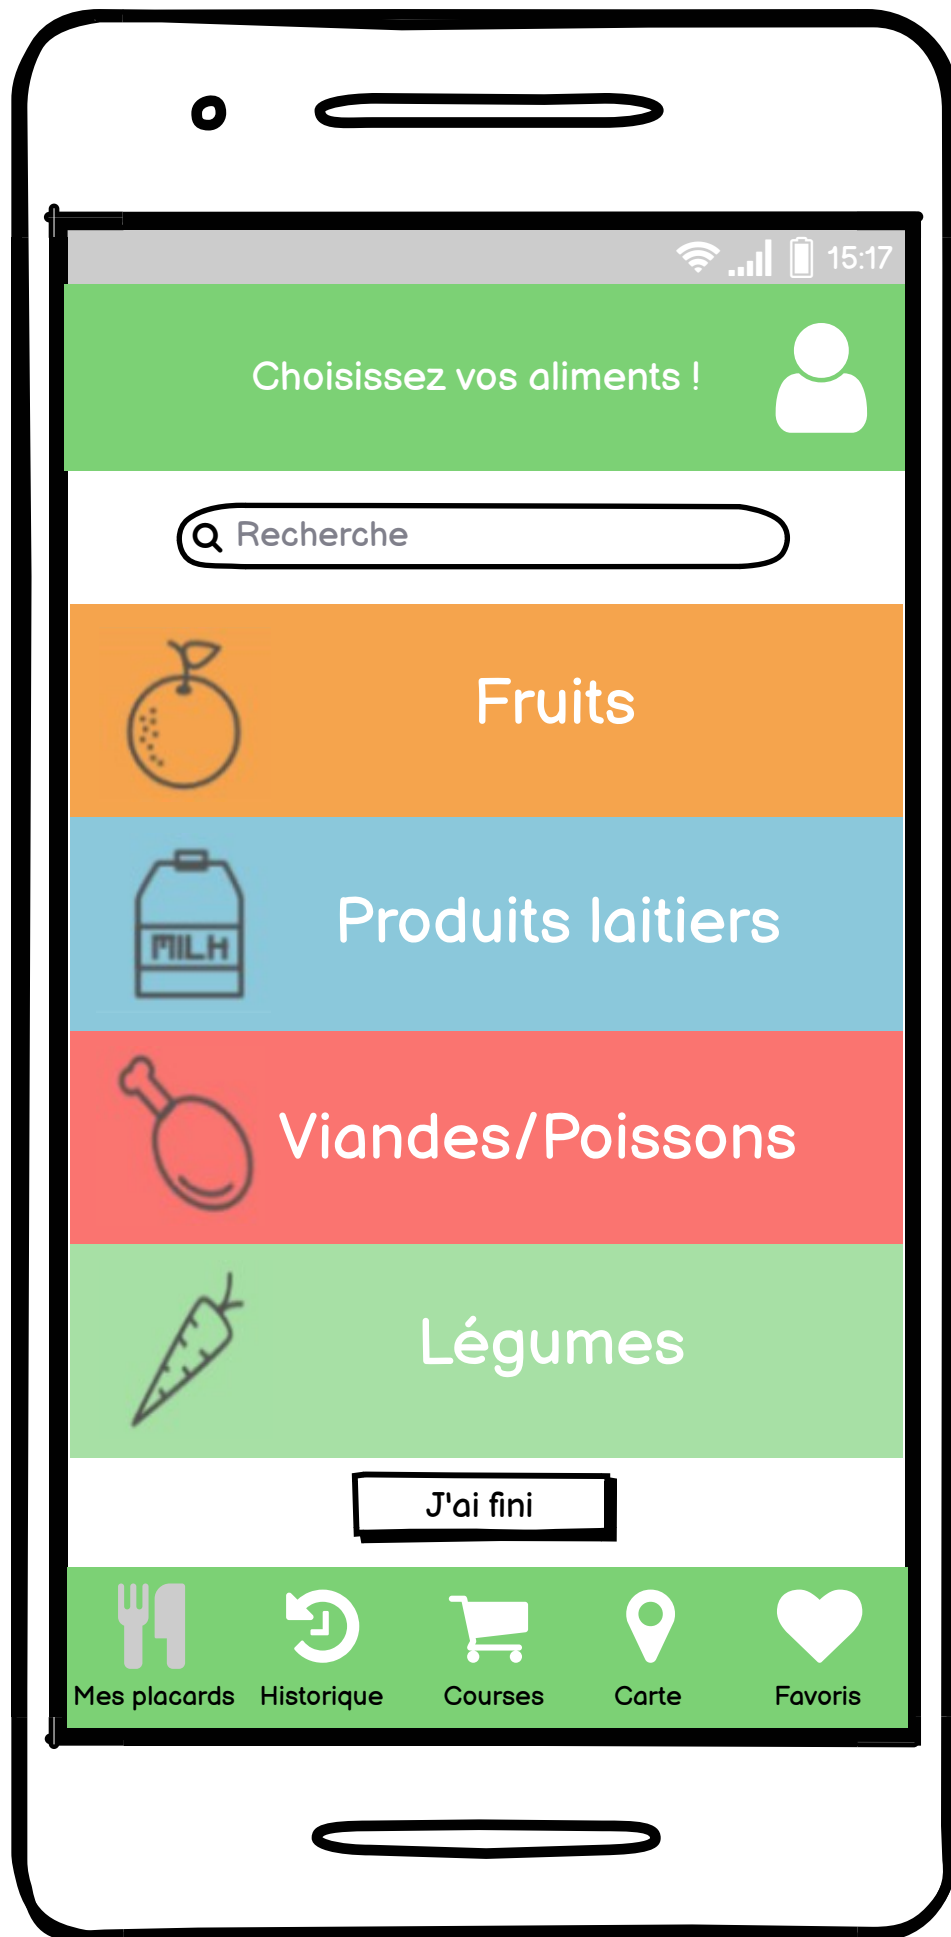 15:17
Choisissez vos aliments !
Recherche
Fruits
Produits laitiers
MILH
Viandes/Poissons
Légumes
J'ai fini
Mes placards Historique Courses Carte Favoris